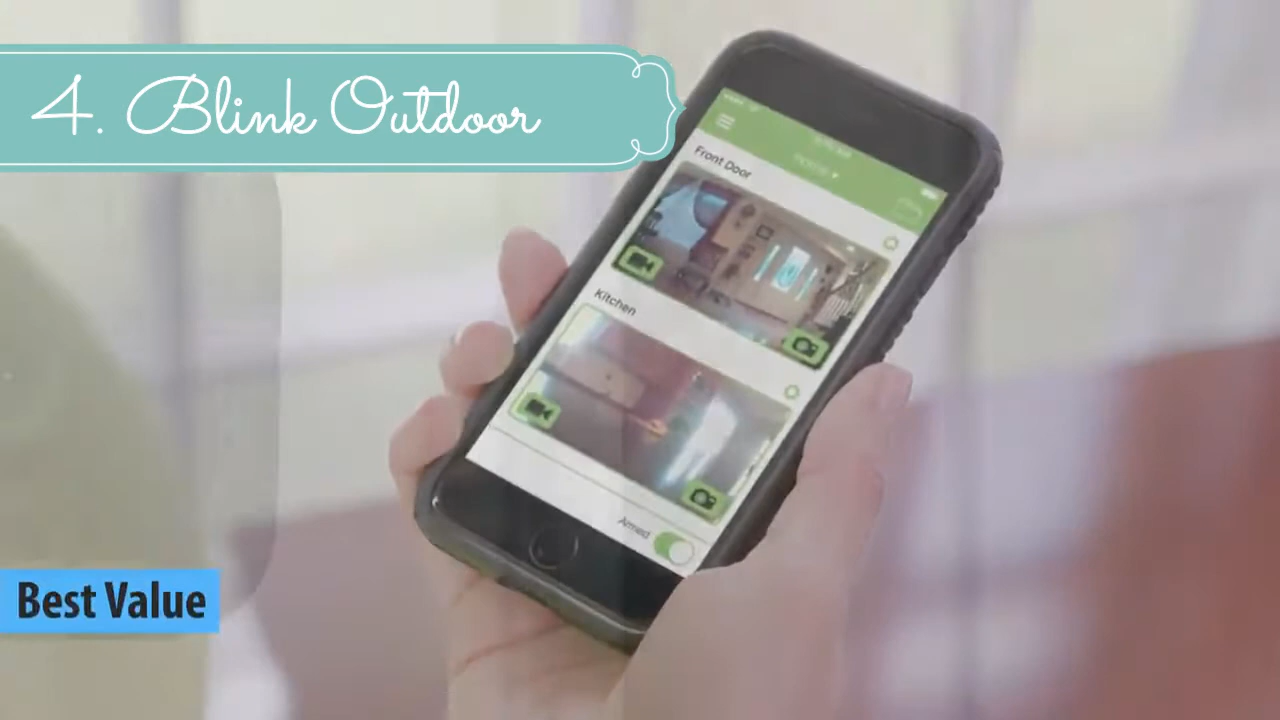 4. Blink Outdoor
Front Door
Kitchen
Armed
Best Value